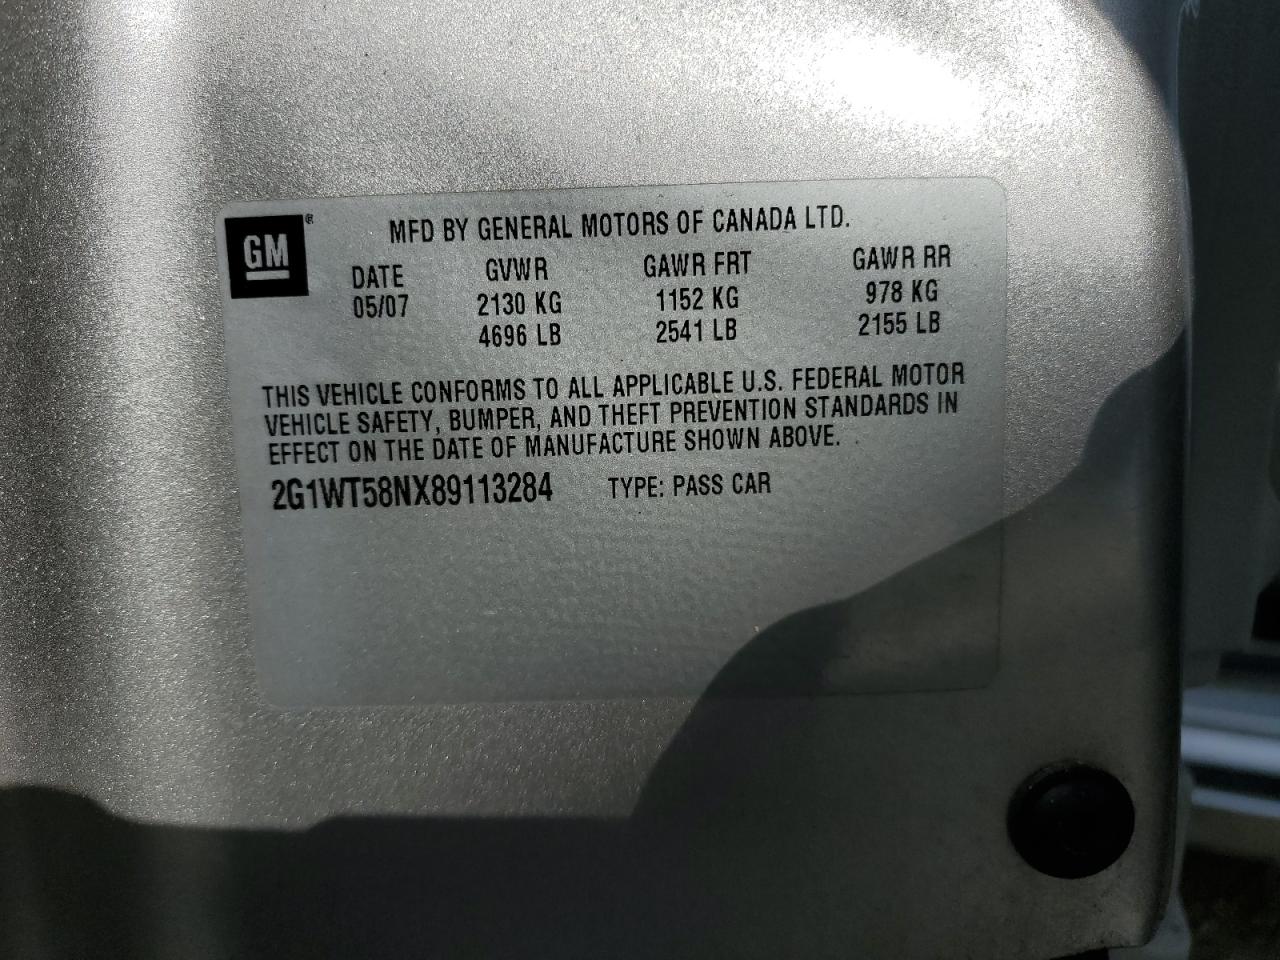 GM®
MFD BY GENERAL MOTORS OF CANADA LTD.
DATE GVWR GAWR FRT GAWR RR
05/07 2130 KG 1152 KG 978 KG
4696 LB 2541 LB 2155 LB
THIS VEHICLE CONFORMS TO ALL APPLICABLE U.S. FEDERAL MOTOR
VEHICLE SAFETY, BUMPER, AND THEFT PREVENTION STANDARDS IN
EFFECT ON THE DATE OF MANUFACTURE SHOWN ABOVE.
2G1WT58NX89113284 TYPE: PASS CAR